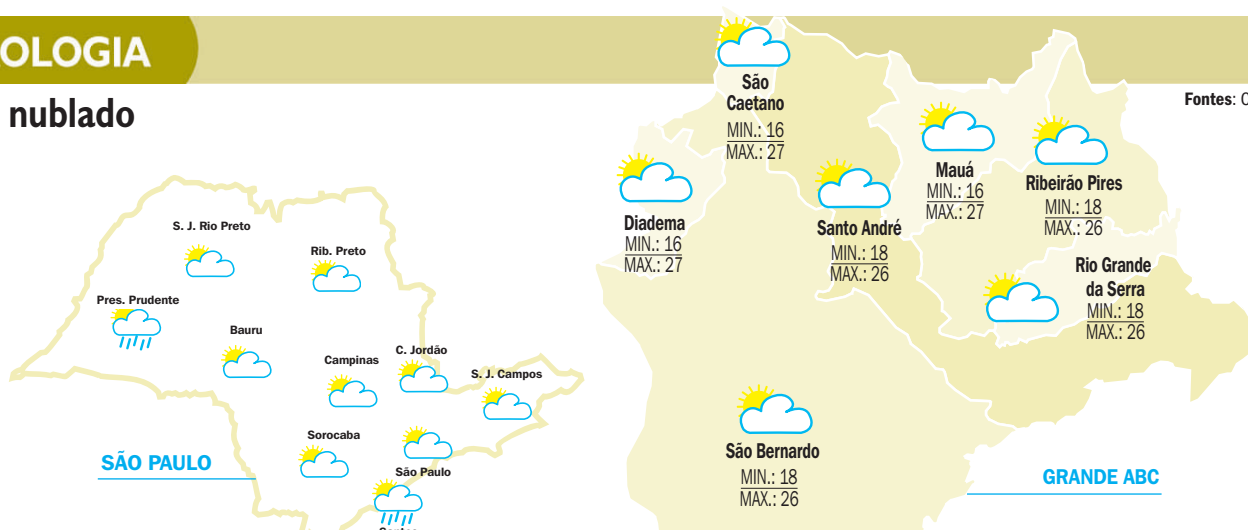 OLOGIA
nublado
Fontes: C
São
Caetano
MIN.: 16
MAX.: 27
Mauá
MIN.: 16
MAX.: 27
Ribeirão Pires
MIN.: 18
MAX.: 26
Diadema
MIN.: 16
MAX.: 27
Santo André
MIN.: 18
MAX.: 26
Rio Grande
da Serra
MIN.: 18
MAX.: 26
São Bernardo
MIN.: 18
MAX.: 26
GRANDE ABC
S. J. Rio Preto
Rib. Preto
Pres. Prudente
Bauru
Campinas
C. Jordão
S. J. Campos
Sorocaba
São Paulo
SÃO PAULO